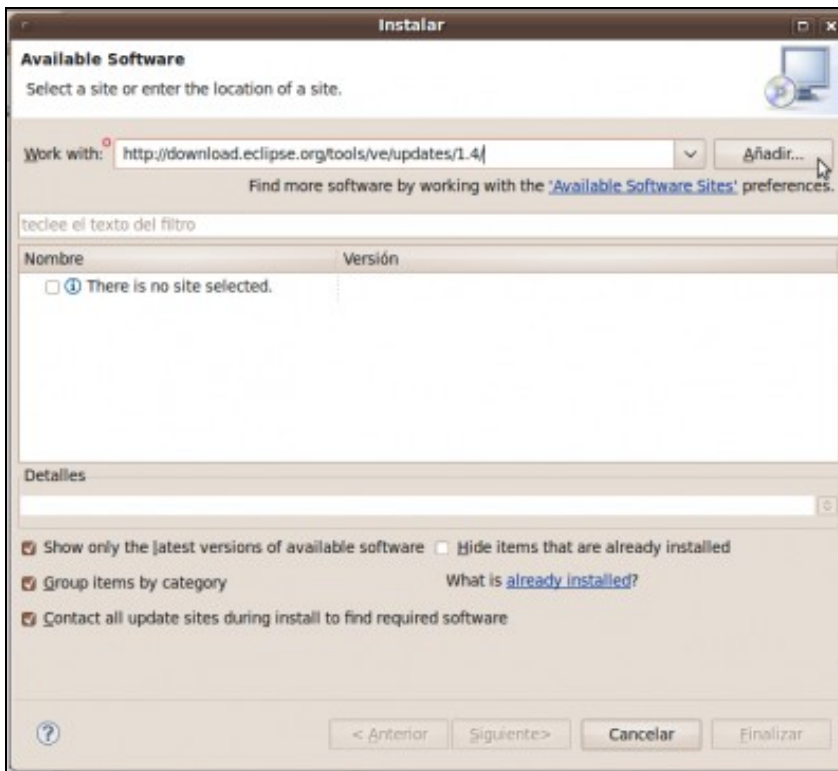 Instalar
Available Software
Select a site or enter the location of a site.
Work with: http://download.eclipse.org/tools/ve/updates/1.4/ Añadir...
Find more software by working with the 'Available Software Sites' preferences.
teclee el texto del filtro
Nombre Versión
There is no site selected.
Detalles
Show only the latest versions of available software Hide items that are already installed
Group items by category What is already installed?
Contact all update sites during install to find required software
< Anterior Siguiente> Cancelar Finalizar